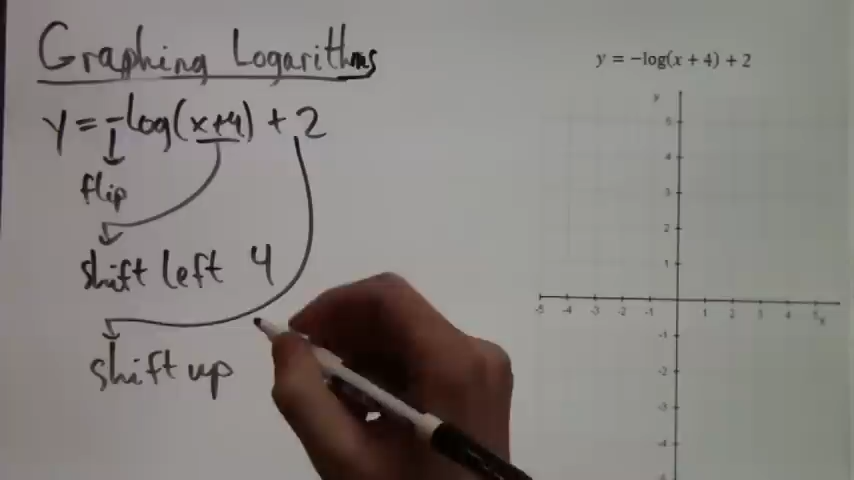 Graphing Logarithms
y = -log(x+4) + 2
flip
shift left 4
shift up
y = −log(x + 4) + 2
y
5
4
3
2
1
-5 -4 -3 -2 -1 1 2 3 4 5 x
-1
-2
-3
-4